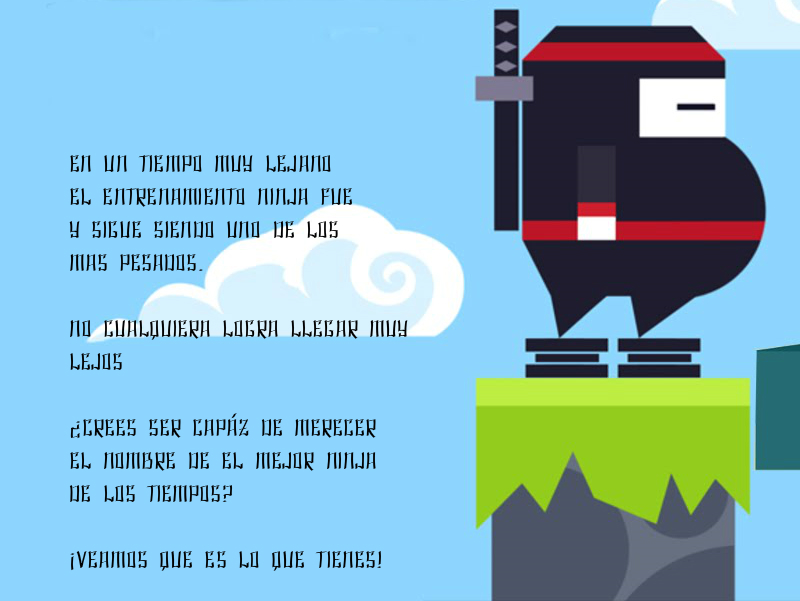 EN UN TIEMPO MUY LEJANO
EL ENTRENAMIENTO NINJA FUE
Y SIGUE SIENDO UNO DE LOS
MAS PESADOS.
NO CUALQUIERA LOGRA LLEGAR MUY
LEJOS
¿CREES SER CAPÁZ DE MERECER
EL NOMBRE DE EL MEJOR NINJA
DE LOS TIEMPOS?
¡VEAMOS QUE ES LO QUE TIENES!